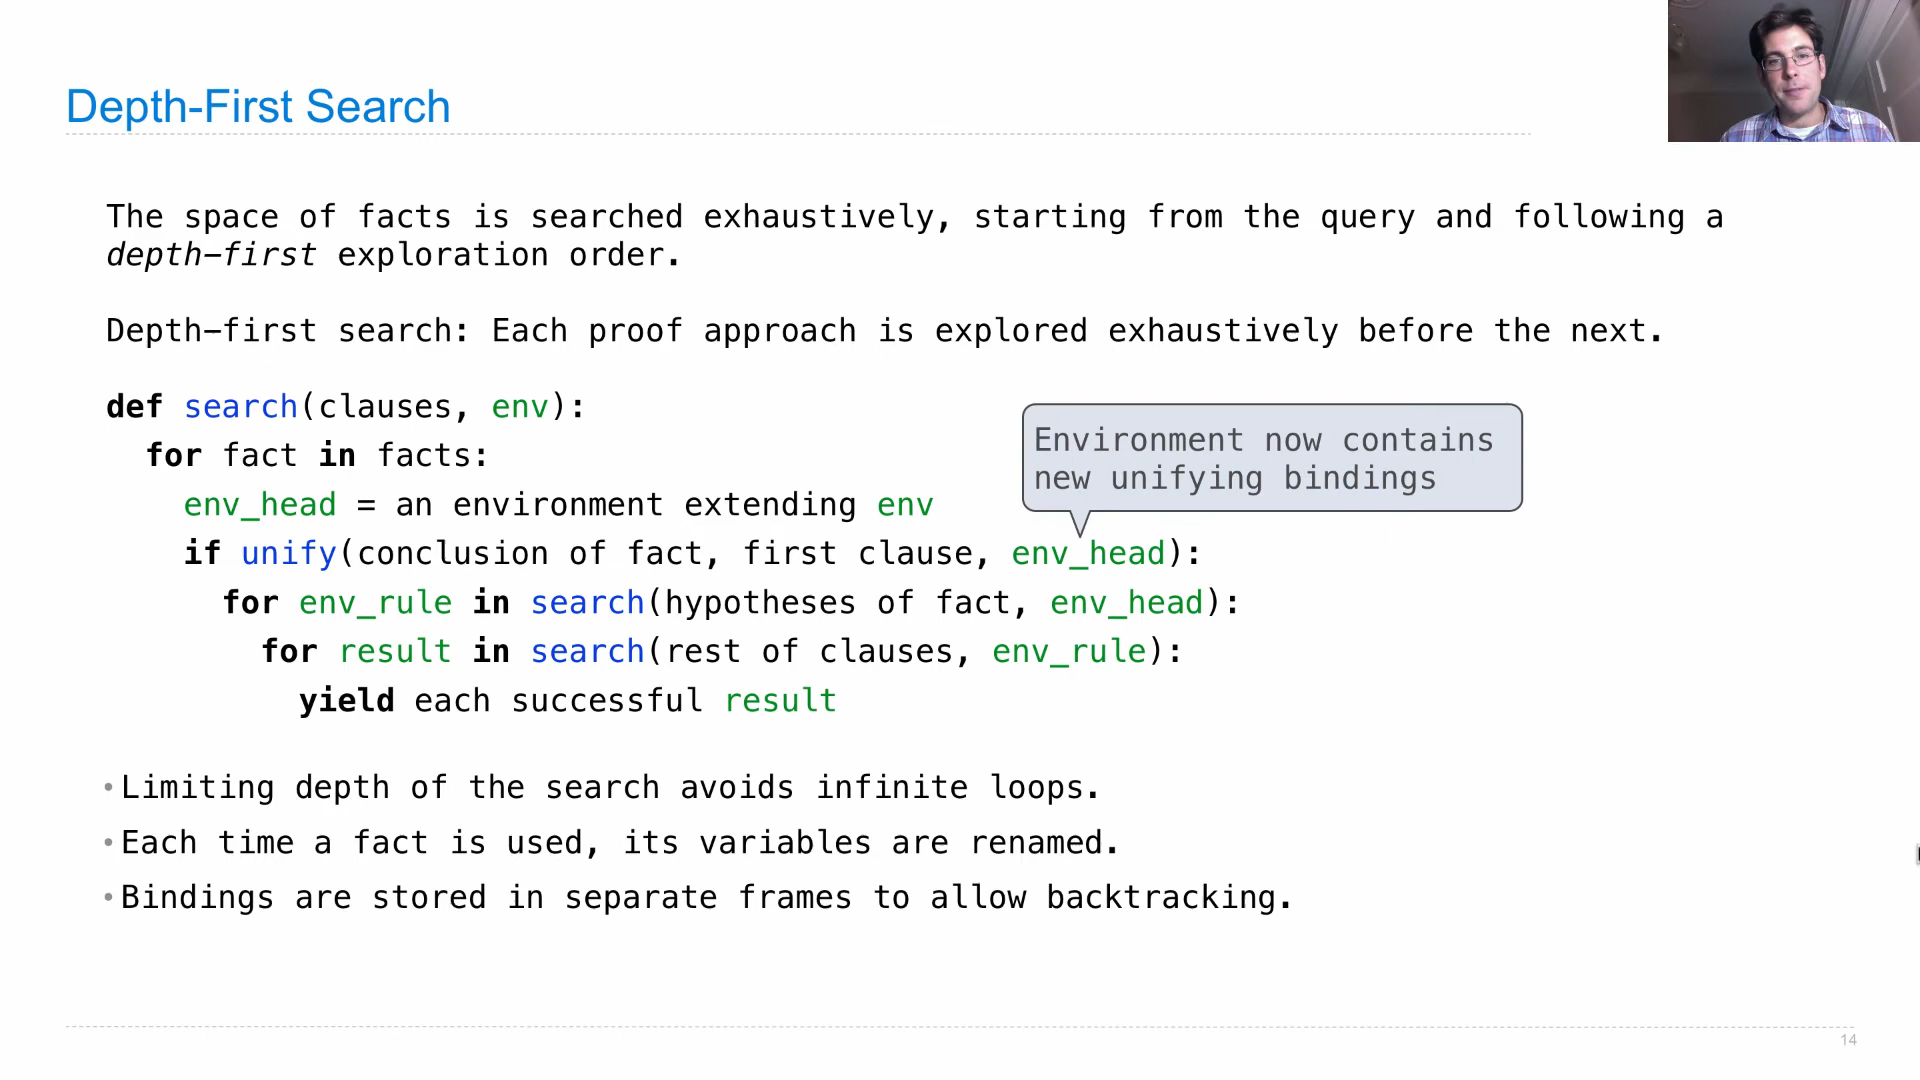 Depth-First Search
The space of facts is searched exhaustively, starting from the query and following a
depth-first exploration order.
Depth-first search: Each proof approach is explored exhaustively before the next.
def search(clauses, env):
for fact in facts:
env_head = an environment extending env
Environment now contains
new unifying bindings
if unify(conclusion of fact, first clause, env_head):
for env_rule in search(hypotheses of fact, env_head):
for result in search(rest of clauses, env_rule):
yield each successful result
•Limiting depth of the search avoids infinite loops.
•Each time a fact is used, its variables are renamed.
•Bindings are stored in separate frames to allow backtracking.
14